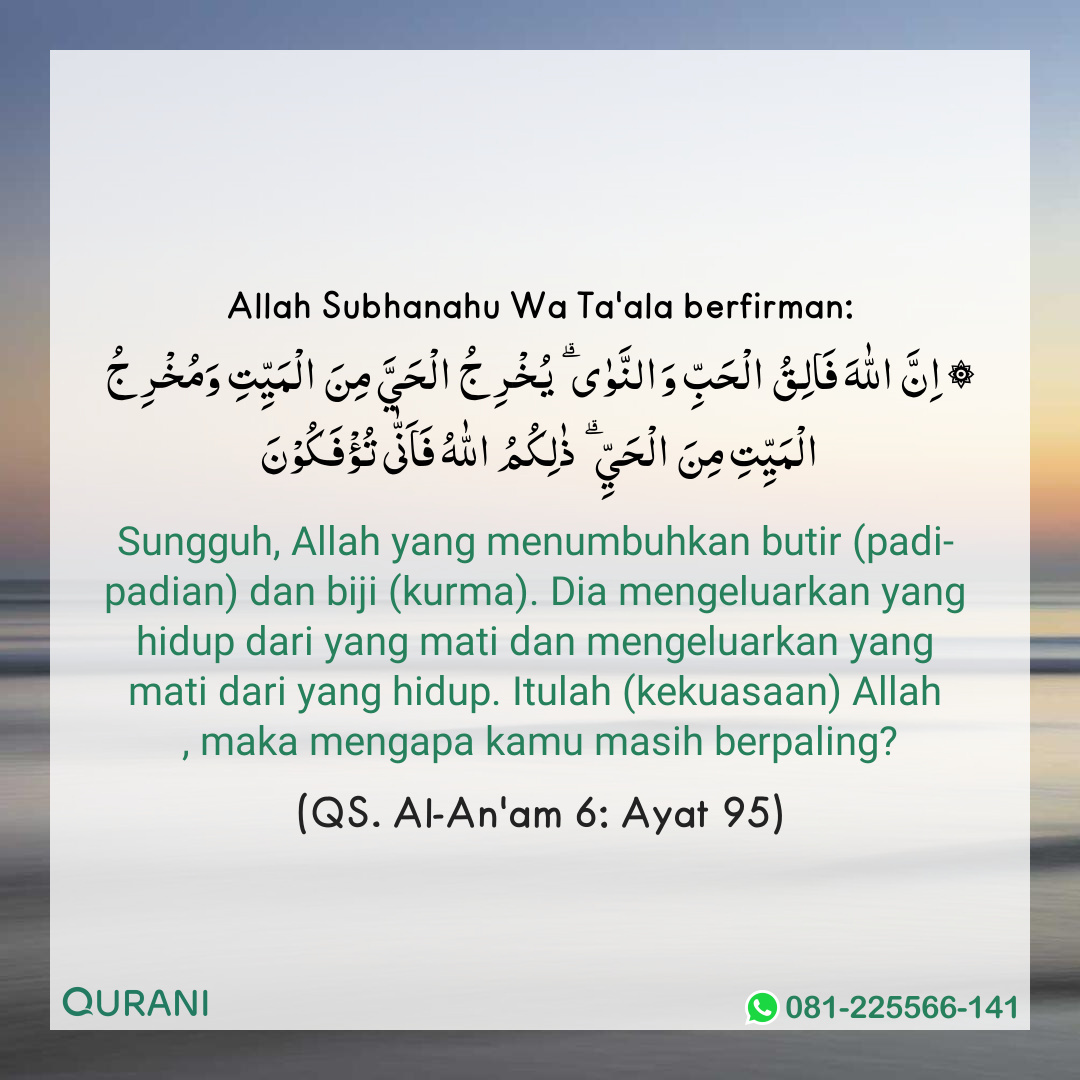 Allah Subhanahu Wa Ta'ala berfirman:
۞ اِنَّ اللّٰهَ فَالِقُ الْحَبِّ وَالنَّوٰى ۗ يُخْرِجُ الْحَيَّ مِنَ الْمَيِّتِ وَمُخْرِجُ
الْمَيِّتِ مِنَ الْحَيِّ ۗ ذٰلِكُمُ اللّٰهُ فَاَنّٰى تُؤْفَكُوْنَ
Sungguh, Allah yang menumbuhkan butir (padi-
padian) dan biji (kurma). Dia mengeluarkan yang
hidup dari yang mati dan mengeluarkan yang
mati dari yang hidup. Itulah (kekuasaan) Allah
, maka mengapa kamu masih berpaling?
(QS. Al-An'am 6: Ayat 95)
QURANI
081-225566-141